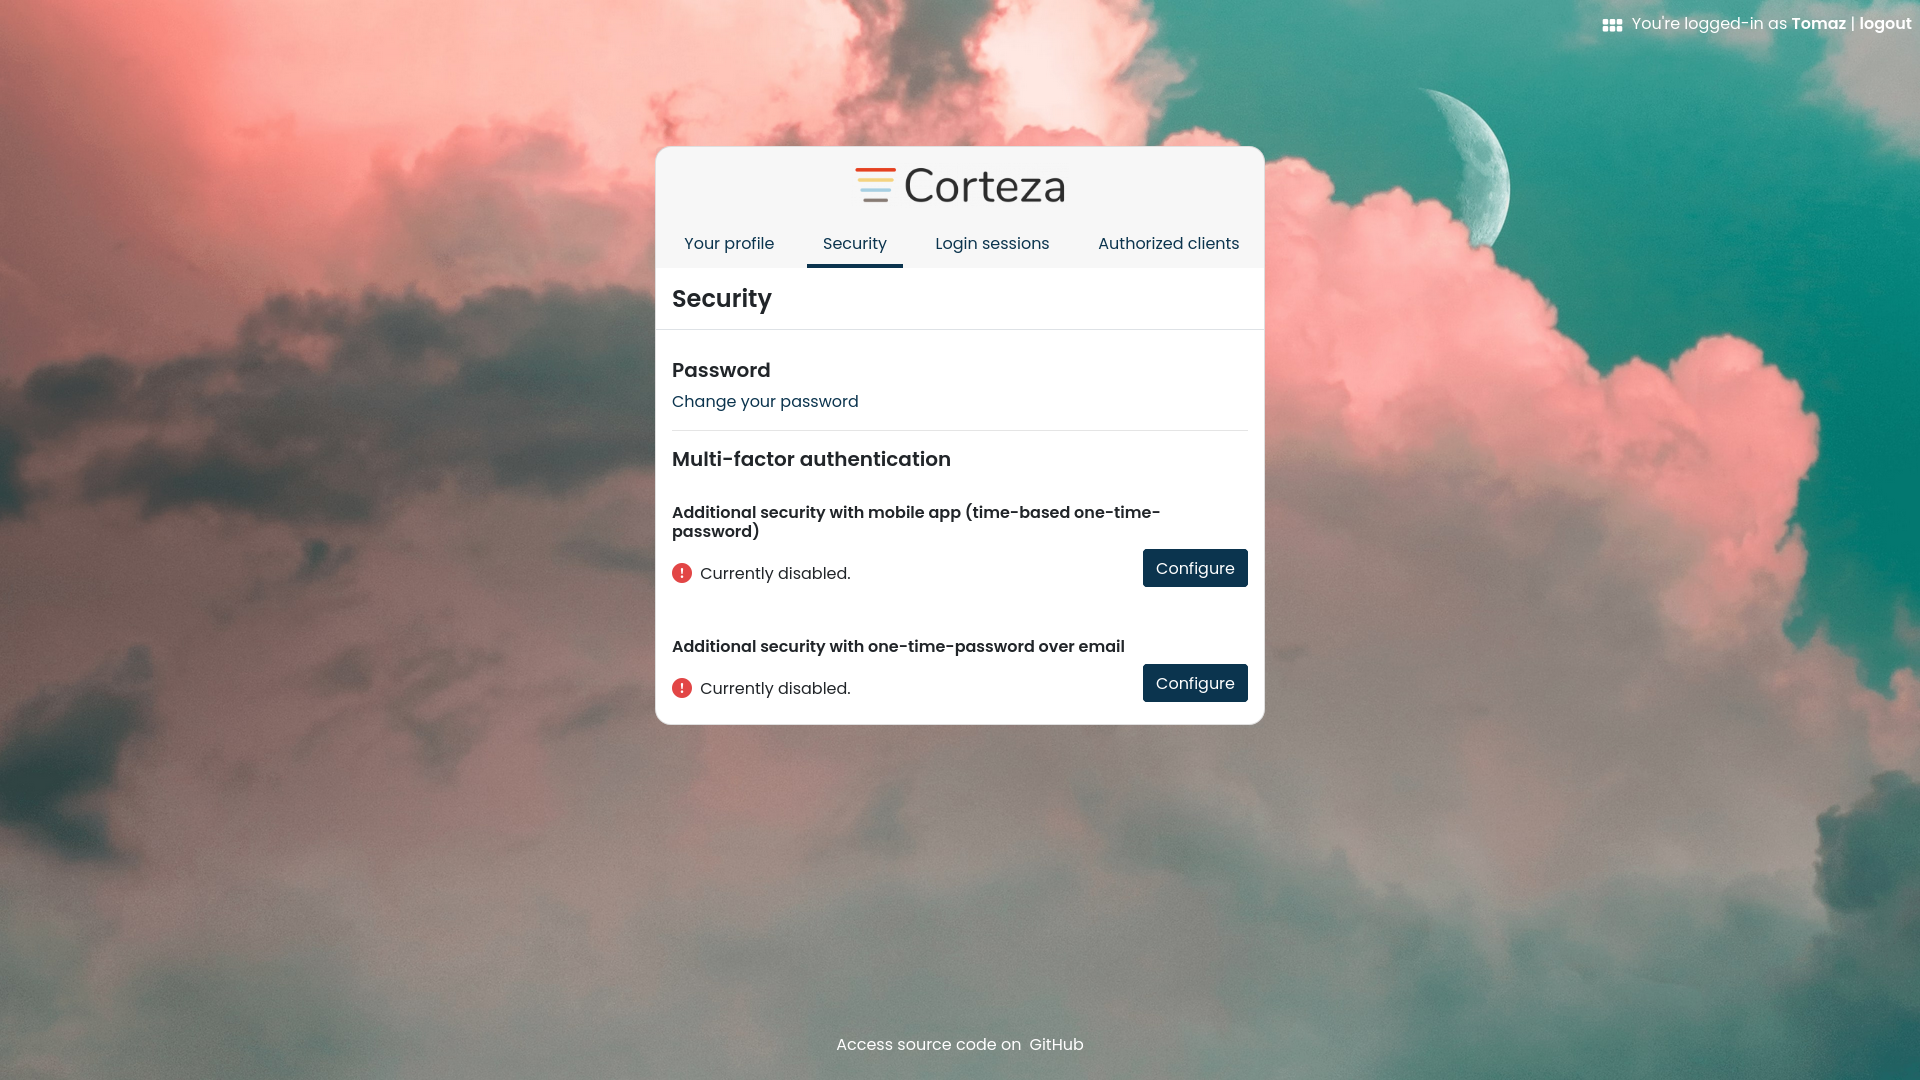 You're logged-in as Tomaz | logout
Corteza
Your profile Security Login sessions Authorized clients
Security
Password
Change your password
Multi-factor authentication
Additional security with mobile app (time-based one-time-
password)
Currently disabled.
Configure
Additional security with one-time-password over email
Currently disabled.
Configure
Access source code on GitHub